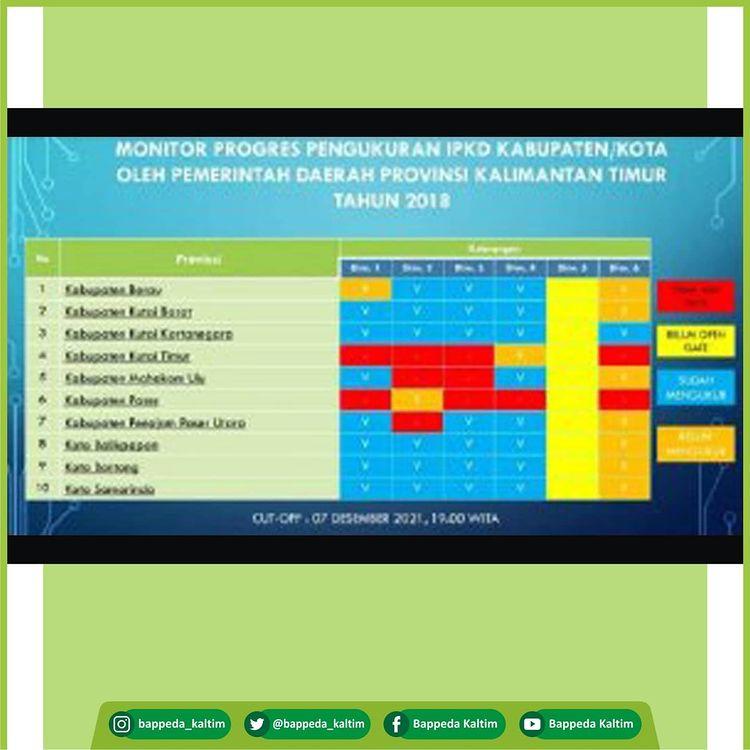 MONITOR PROGRES PENGUKURAN IPKD KABUPATEN/KOTA
OLEH PEMERINTAH DAERAH PROVINSI KALIMANTAN TIMUR
TAHUN 2018
No Provinsi Keterangan
Dim. 1 Dim. 2 Dim. 3 Dim. 4 Dim. 5 Dim. 6
1 Kabupaten Berau V V V V V
2 Kabupaten Kutai Barat V V V V
3 Kabupaten Kutai Kartanegara V V V V V
4 Kabupaten Kutai Timur - - - V -
5 Kabupaten Mahakam Ulu V - - V V
6 Kabupaten Paser - V - - -
7 Kabupaten Penajam Paser Utara V - V V
8 Kota Balikpapan V V V V
9 Kota Bontang V V V V
10 Kota Samarinda V V V V
BELUM OPEN
GATE
SUDAH
MENGUKUR
BELUM
MENGUKUR
CUT-OFF : 07 DESEMBER 2021, 19.00 WITA
bappeda_kaltim @bappeda_kaltim Bappeda Kaltim Bappeda Kaltim